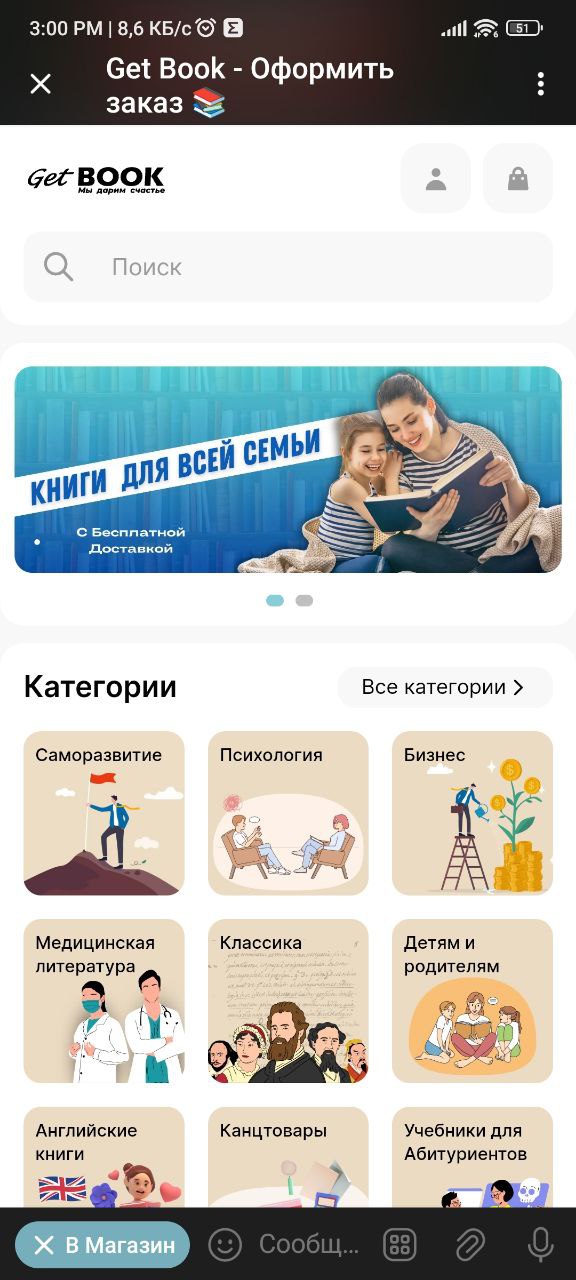 3:00 PM | 8,6 КБ/с
51
Get Book - Оформить
заказ
Get BOOK
Мы дарим счастье
Поиск
КНИГИ ДЛЯ ВСЕЙ СЕМЬИ
С Бесплатной
Доставкой
Категории
Все категории
Саморазвитие
Психология
Бизнес
Медицинская
литература
Классика
Детям и
родителям
Английские
книги
Канцтовары
Учебники для
Абитуриентов
В Магазин
Сообщ...